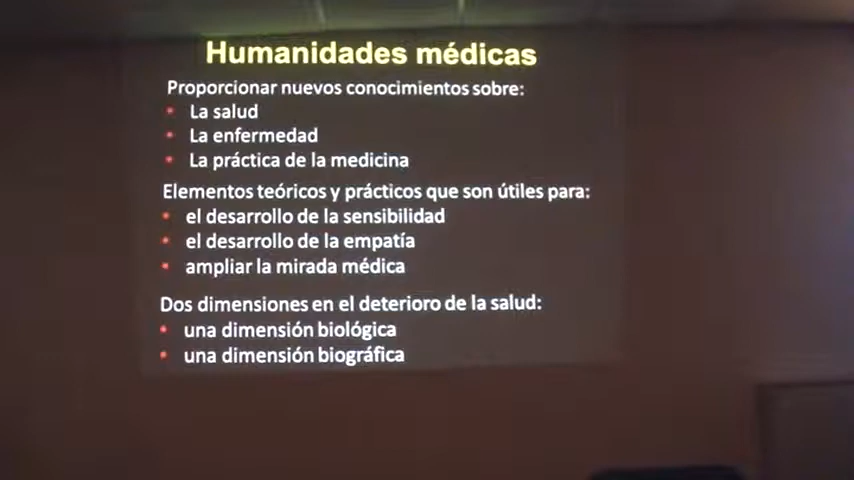 Humanidades médicas
Proporcionar nuevos conocimientos sobre:
• La salud
• La enfermedad
• La práctica de la medicina
Elementos teóricos y prácticos que son útiles para:
• el desarrollo de la sensibilidad
• el desarrollo de la empatía
• ampliar la mirada médica
Dos dimensiones en el deterioro de la salud:
• una dimensión biológica
• una dimensión biográfica